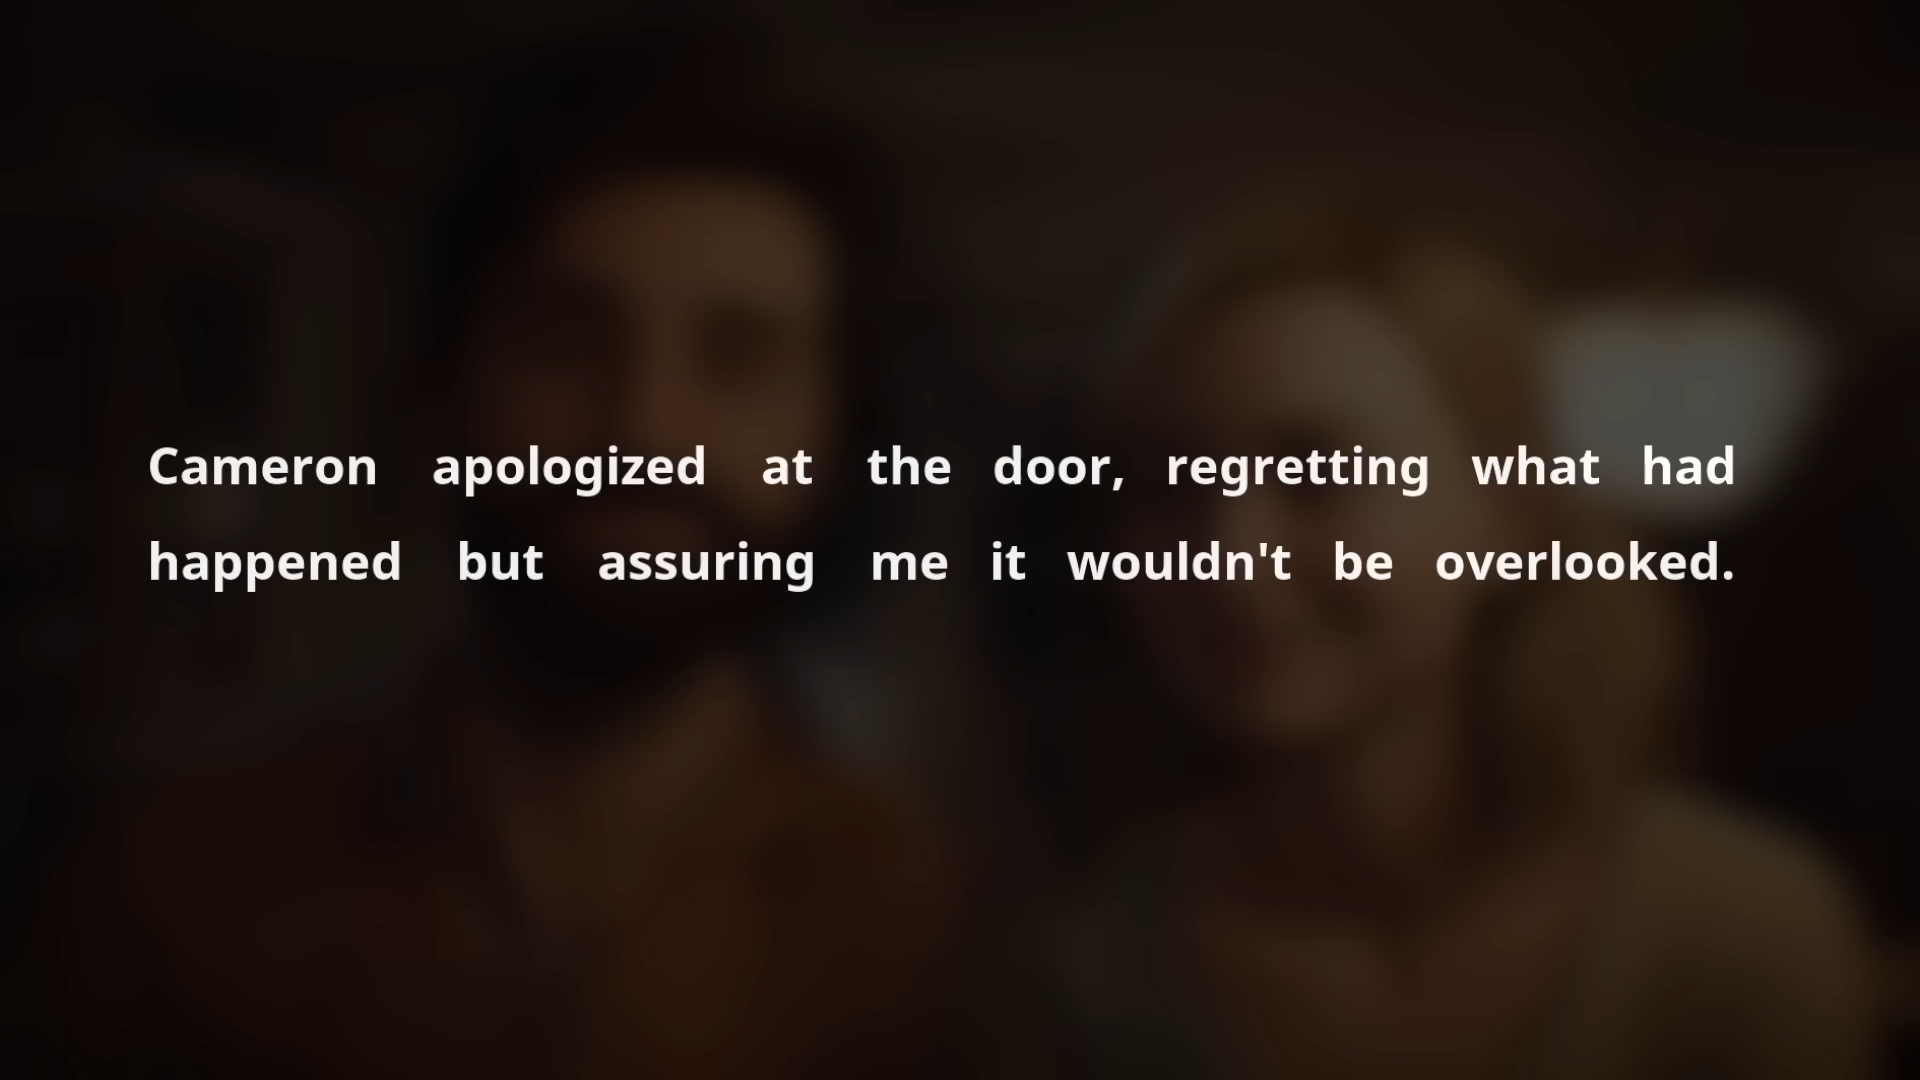 Cameron apologized at the door, regretting what had
happened but assuring me it wouldn't be overlooked.